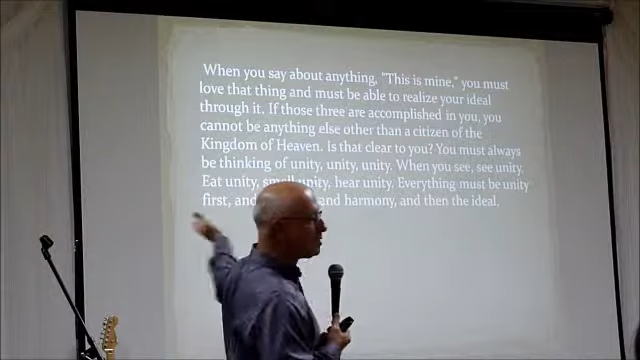 When you say about anything, "This is mine," you must
love that thing and must be able to realize your ideal
through it. If those three are accomplished in you, you
cannot be anything else other than a citizen of the
Kingdom of Heaven. Is that clear to you? You must always
be thinking of unity, unity, unity. When you see, see unity.
Eat unity, smell unity, hear unity. Everything must be unity
first, and and harmony, and then the ideal.